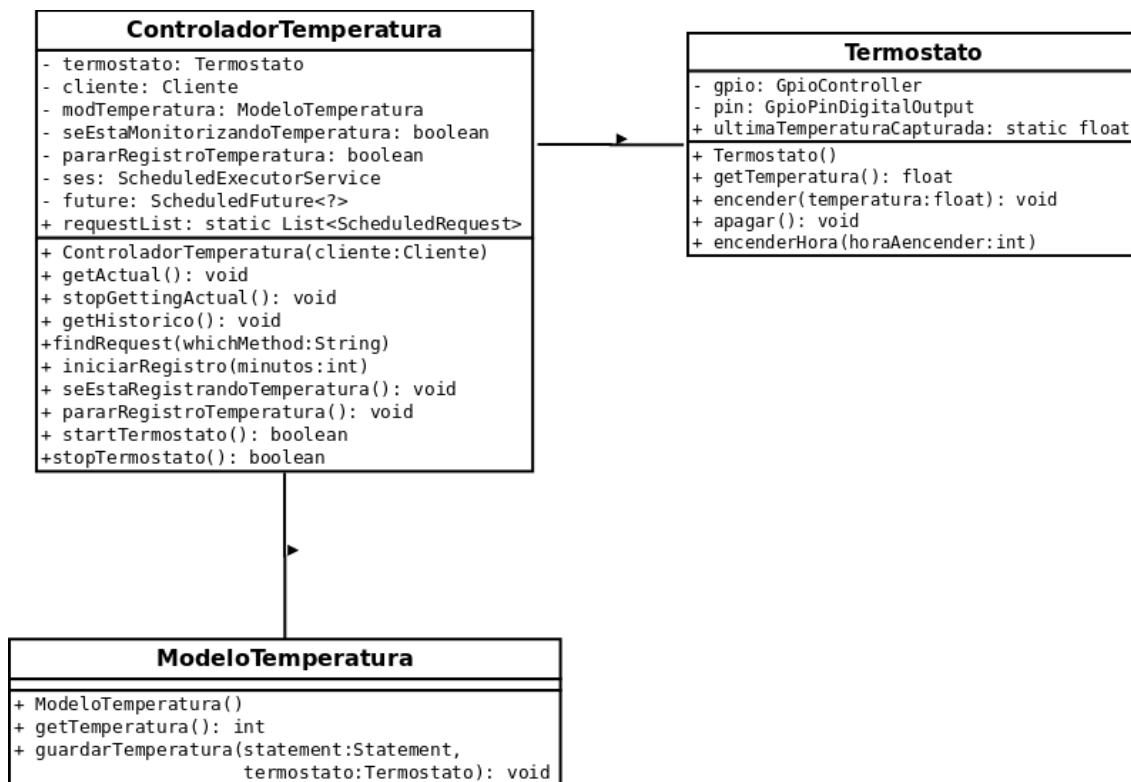 ControladorTemperatura
- termostato: Termostato
- cliente: Cliente
- modTemperatura: ModeloTemperatura
- seEstaMonitorizandoTemperatura: boolean
- pararRegistroTemperatura: boolean
- ses: ScheduledExecutorService
- future: ScheduledFuture<?>
+ requestList: static List<ScheduledRequest>
+ ControladorTemperatura(cliente:Cliente)
+ getActual(): void
+ stopGettingActual(): void
+ getHistorico(): void
+findRequest(whichMethod:String)
+ iniciarRegistro(minutos:int)
+ seEstaRegistrandoTemperatura(): void
+ pararRegistroTemperatura(): void
+ startTermostato(): boolean
+stopTermostato(): boolean
Termostato
- gpio: GpioController
- pin: GpioPinDigitalOutput
+ ultimaTemperaturaCapturada: static float
+ Termostato()
+ getTemperatura(): float
+ encender(temperatura:float): void
+ apagar(): void
+ encenderHora(horaAencender:int)
ModeloTemperatura
+ ModeloTemperatura()
+ getTemperatura(): int
+ guardarTemperatura(statement:Statement,
termostato:Termostato): void